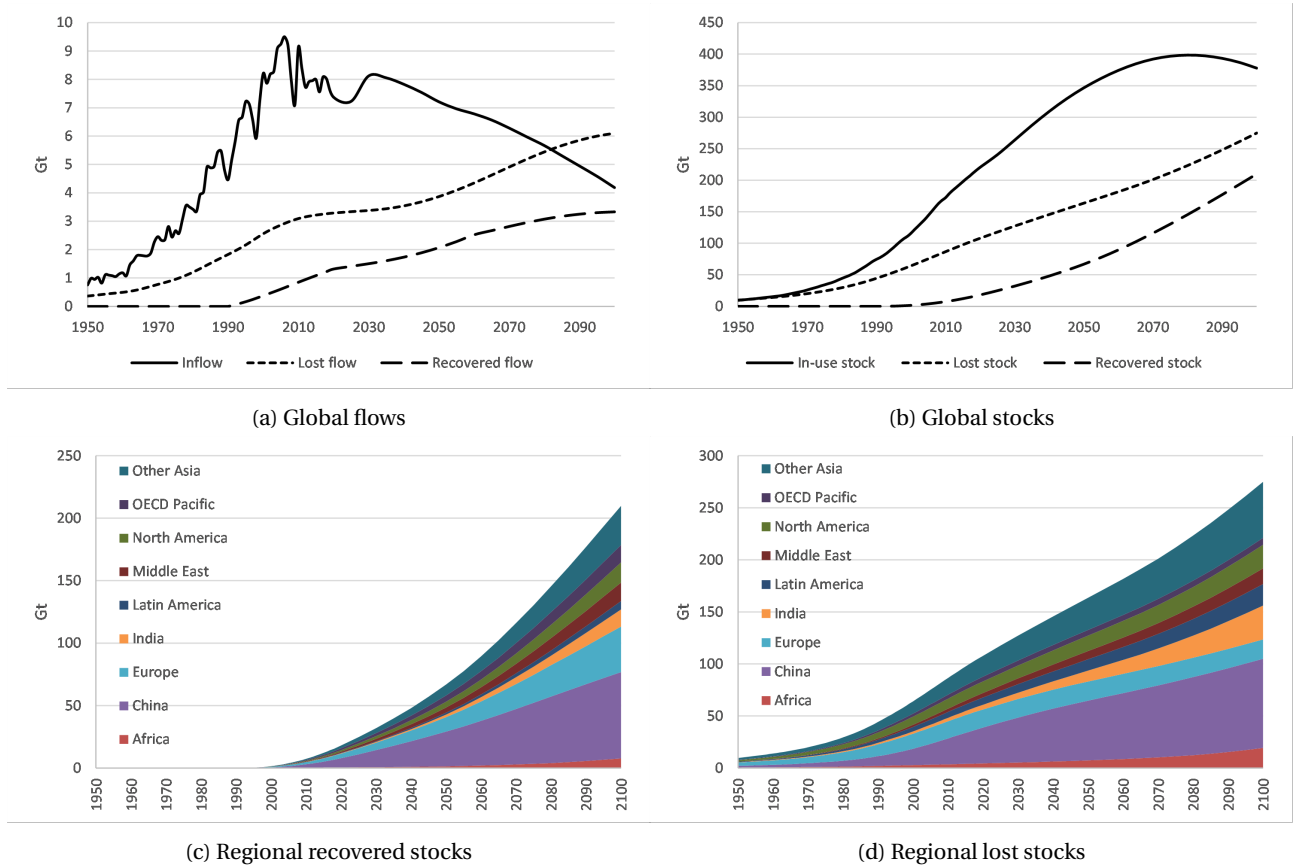 10
9
8
7
6
5
4
3
2
1
0
Gt
1950 1970 1990 2010 2030 2050 2070 2090
Inflow Lost flow Recovered flow
(a) Global flows
450
400
350
300
250
200
150
100
50
0
Gt
1950 1970 1990 2010 2030 2050 2070 2090
In-use stock Lost stock Recovered stock
(b) Global stocks
250
200
150
100
50
0
Gt
Other Asia
OECD Pacific
North America
Middle East
Latin America
India
Europe
China
Africa
1950 1960 1970 1980 1990 2000 2010 2020 2030 2040 2050 2060 2070 2080 2090 2100
(c) Regional recovered stocks
300
250
200
150
100
50
0
Gt
Other Asia
OECD Pacific
North America
Middle East
Latin America
India
Europe
China
Africa
1950 1960 1970 1980 1990 2000 2010 2020 2030 2040 2050 2060 2070 2080 2090 2100
(d) Regional lost stocks